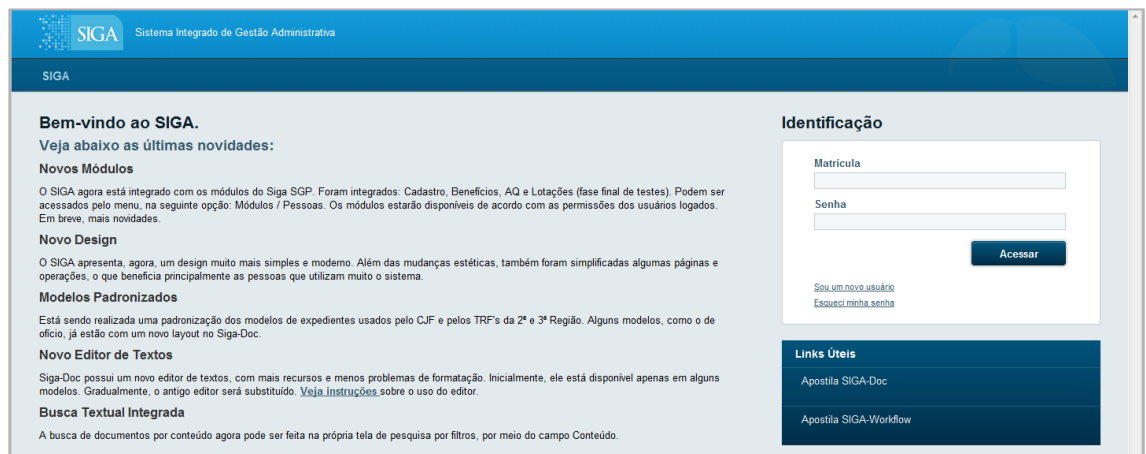 SIGA
Sistema Integrado de Gestão Administrativa
SIGA
Bem-vindo ao SIGA.
Veja abaixo as últimas novidades:
Novos Módulos
O SIGA agora está integrado com os módulos do Siga SGP. Foram integrados: Cadastro, Benefícios, AQ e Lotações (fase final de testes). Podem ser
acessados pelo menu, na seguinte opção: Módulos / Pessoas. Os módulos estarão disponíveis de acordo com as permissões dos usuários logados.
Em breve, mais novidades.
Novo Design
O SIGA apresenta, agora, um design muito mais simples e moderno. Além das mudanças estéticas, também foram simplificadas algumas páginas e
operações, o que beneficia principalmente as pessoas que utilizam muito o sistema.
Modelos Padronizados
Está sendo realizada uma padronização dos modelos de expedientes usados pelo CJF e pelos TRF's da 2ª e 3ª Região. Alguns modelos, como o de
ofício, já estão com um novo layout no Siga-Doc.
Novo Editor de Textos
Siga-Doc possui um novo editor de textos, com mais recursos e menos problemas de formatação. Inicialmente, ele está disponível apenas em alguns
modelos. Gradualmente, o antigo editor será substituído. Veja instruções sobre o uso do editor.
Busca Textual Integrada
A busca de documentos por conteúdo agora pode ser feita na própria tela de pesquisa por filtros, por meio do campo Conteúdo.
Identificação
Matrícula
Senha
Acessar
Sou um novo usuário
Esqueci minha senha
Links Úteis
Apostila SIGA-Doc
Apostila SIGA-Workflow